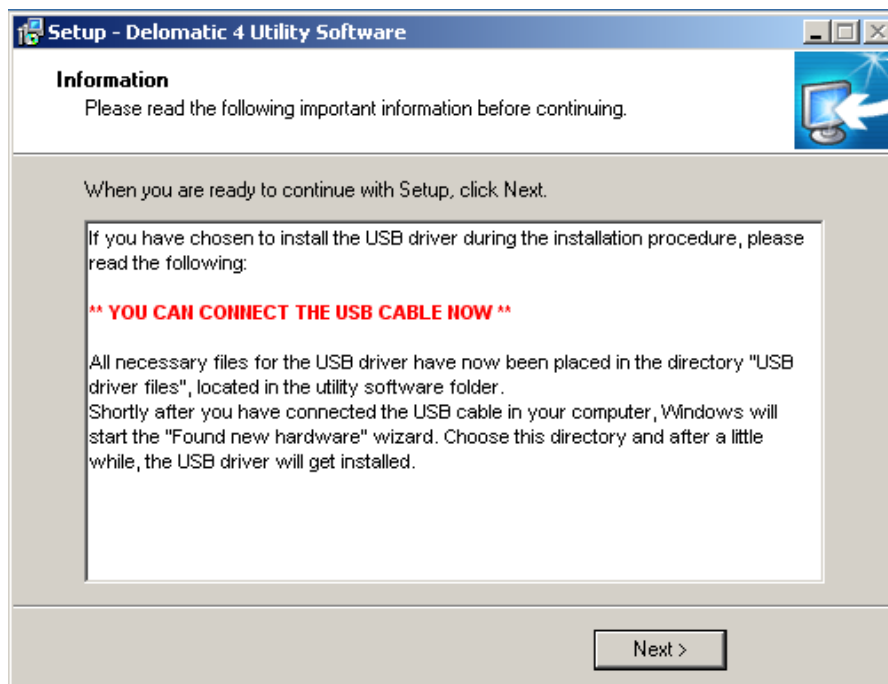 Setup - Delomatic 4 Utility Software
Information
Please read the following important information before continuing.
When you are ready to continue with Setup, click Next.
If you have chosen to install the USB driver during the installation procedure, please
read the following:
** YOU CAN CONNECT THE USB CABLE NOW **
All necessary files for the USB driver have now been placed in the directory "USB
driver files", located in the utility software folder.
Shortly after you have connected the USB cable in your computer, Windows will
start the "Found new hardware" wizard. Choose this directory and after a little
while, the USB driver will get installed.
Next >